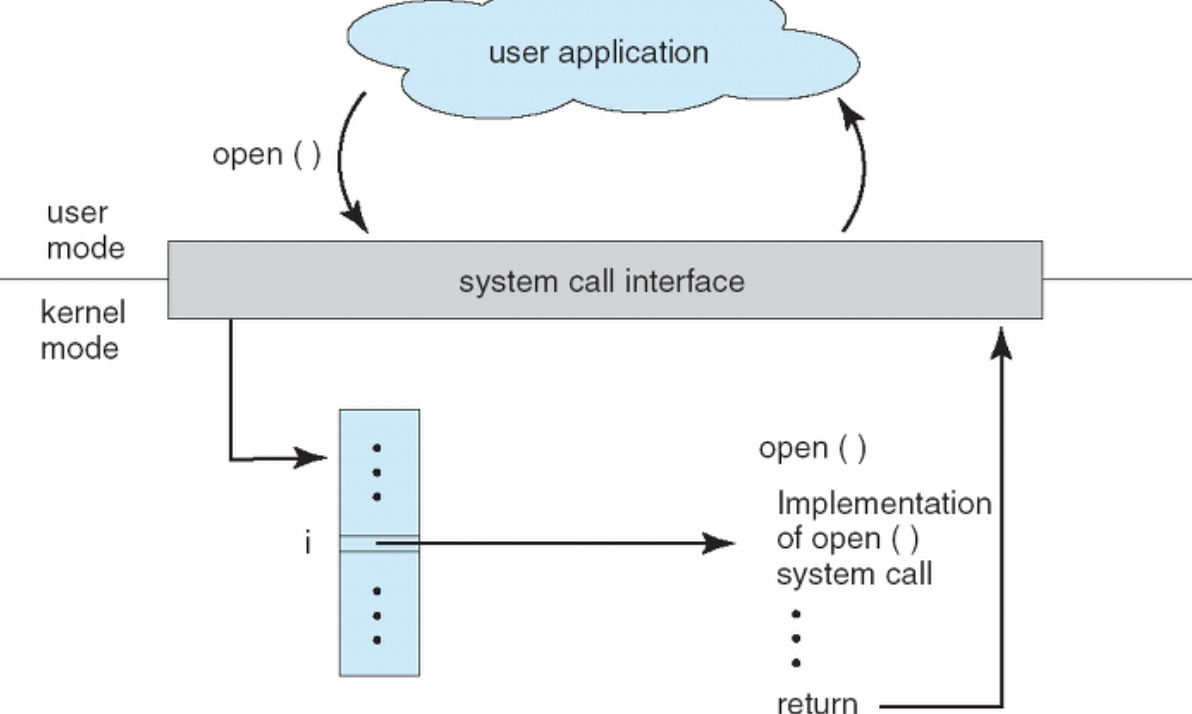 user application
open ( )
user
mode
system call interface
kernel
mode
open ( )
i
Implementation
of open ( )
system call
return